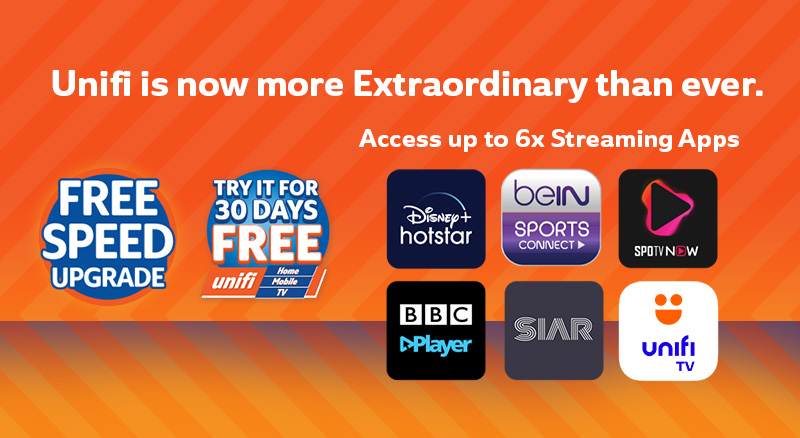 Unifi is now more Extraordinary than ever.
Access up to 6x Streaming Apps
FREE
SPEED
UPGRADE
TRY IT FOR
30 DAYS
FREE
unifi
Home
Mobile
TV
Disney+
hotstar
beIN
SPORTS
CONNECT
SPOTV NOW
BBC
Player
SIAR
unifi
TV